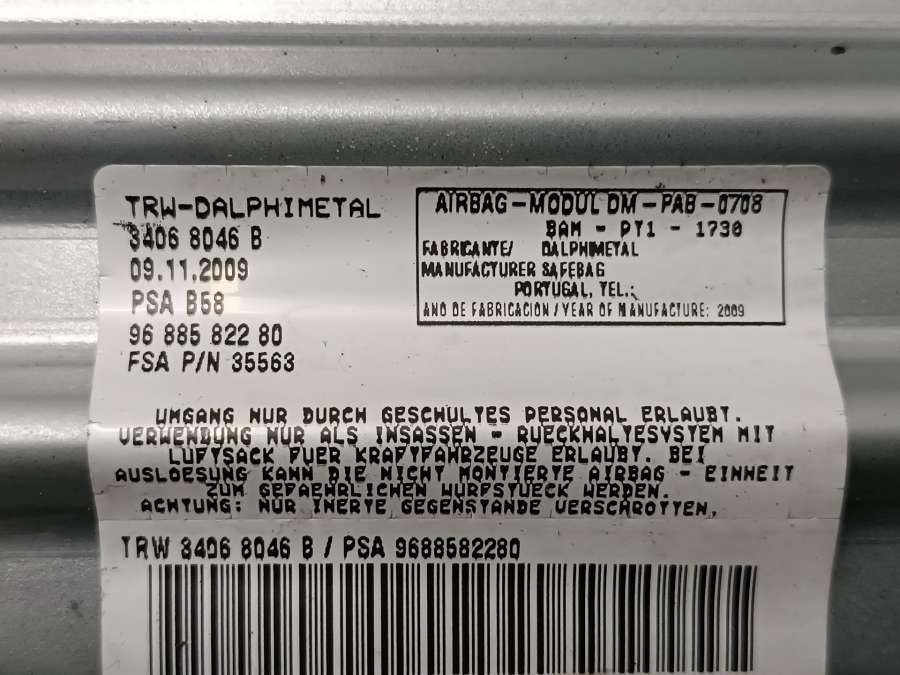 TRW-DALPHIMETAL
3406 8046 B
09.11.2009
PSA B58
96 885 822 80
FSA P/N 35563
AIRBAG-MODUL DM-PAB-0708
BAM - PT1 - 1730
FABRICANTE/ DALPHIMETAL
MANUFACTURER SAFEBAG
PORTUGAL, TEL.:
ANO DE FABRICACION / YEAR OF MANUFACTURE: 2009
UMGANG NUR DURCH GESCHULTES PERSONAL ERLAUBT.
VERWENDUNG NUR ALS INSASSEN - RUECKHALTESYSTEM MIT
LUFTSACK FUER KRAFTFAHRZEUGE ERLAUBT. BEI
AUSLOESUNG KANN DIE NICHT MONTIERTE AIRBAG - EINHEIT
ZUM GEFAEHRLICHEN WURFSTUECK WERDEN.
ACHTUNG: NUR INERTE GEGENSTANDE VERSCHROTTEN.
TRW 3406 8046 B / PSA 9688582280